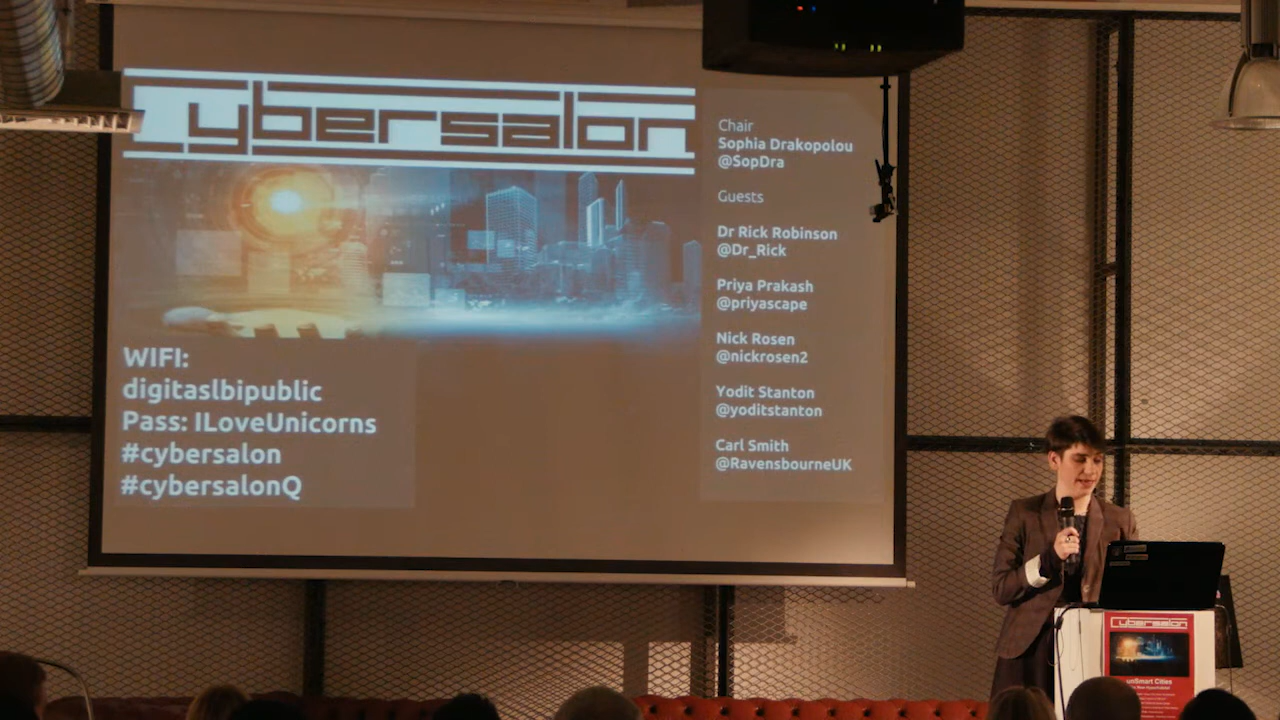 cybersalon
WIFI:
digitaslbipublic
Pass: ILoveUnicorns
#cybersalon
#cybersalonQ
Chair
Sophia Drakopolou
@SopDra
Guests
Dr Rick Robinson
@Dr_Rick
Priya Prakash
@priyascape
Nick Rosen
@nickrosen2
Yodit Stanton
@yoditstanton
Carl Smith
@RavensbourneUK
cybersalon
unSmart Cities